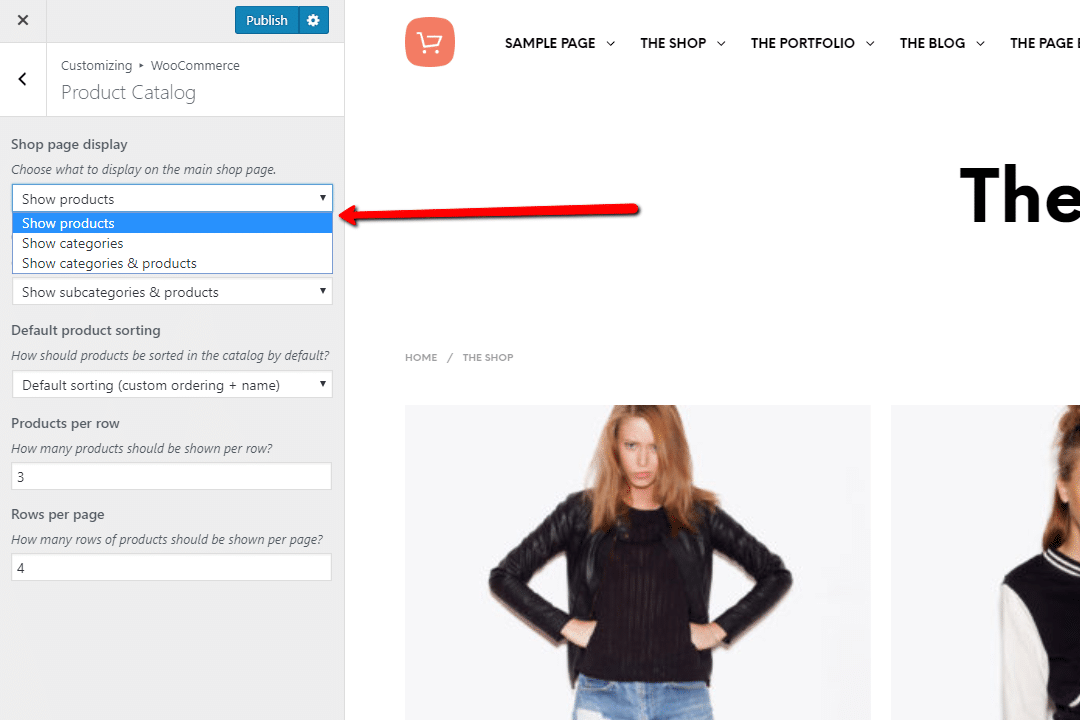 Publish
Customizing ▸ WooCommerce
Product Catalog
Shop page display
Choose what to display on the main shop page.
Show products
Show products
Show categories
Show categories & products
Show subcategories & products
Default product sorting
How should products be sorted in the catalog by default?
Default sorting (custom ordering + name)
Products per row
How many products should be shown per row?
3
Rows per page
How many rows of products should be shown per page?
4
SAMPLE PAGE THE SHOP THE PORTFOLIO THE BLOG THE PAGE
The
HOME / THE SHOP